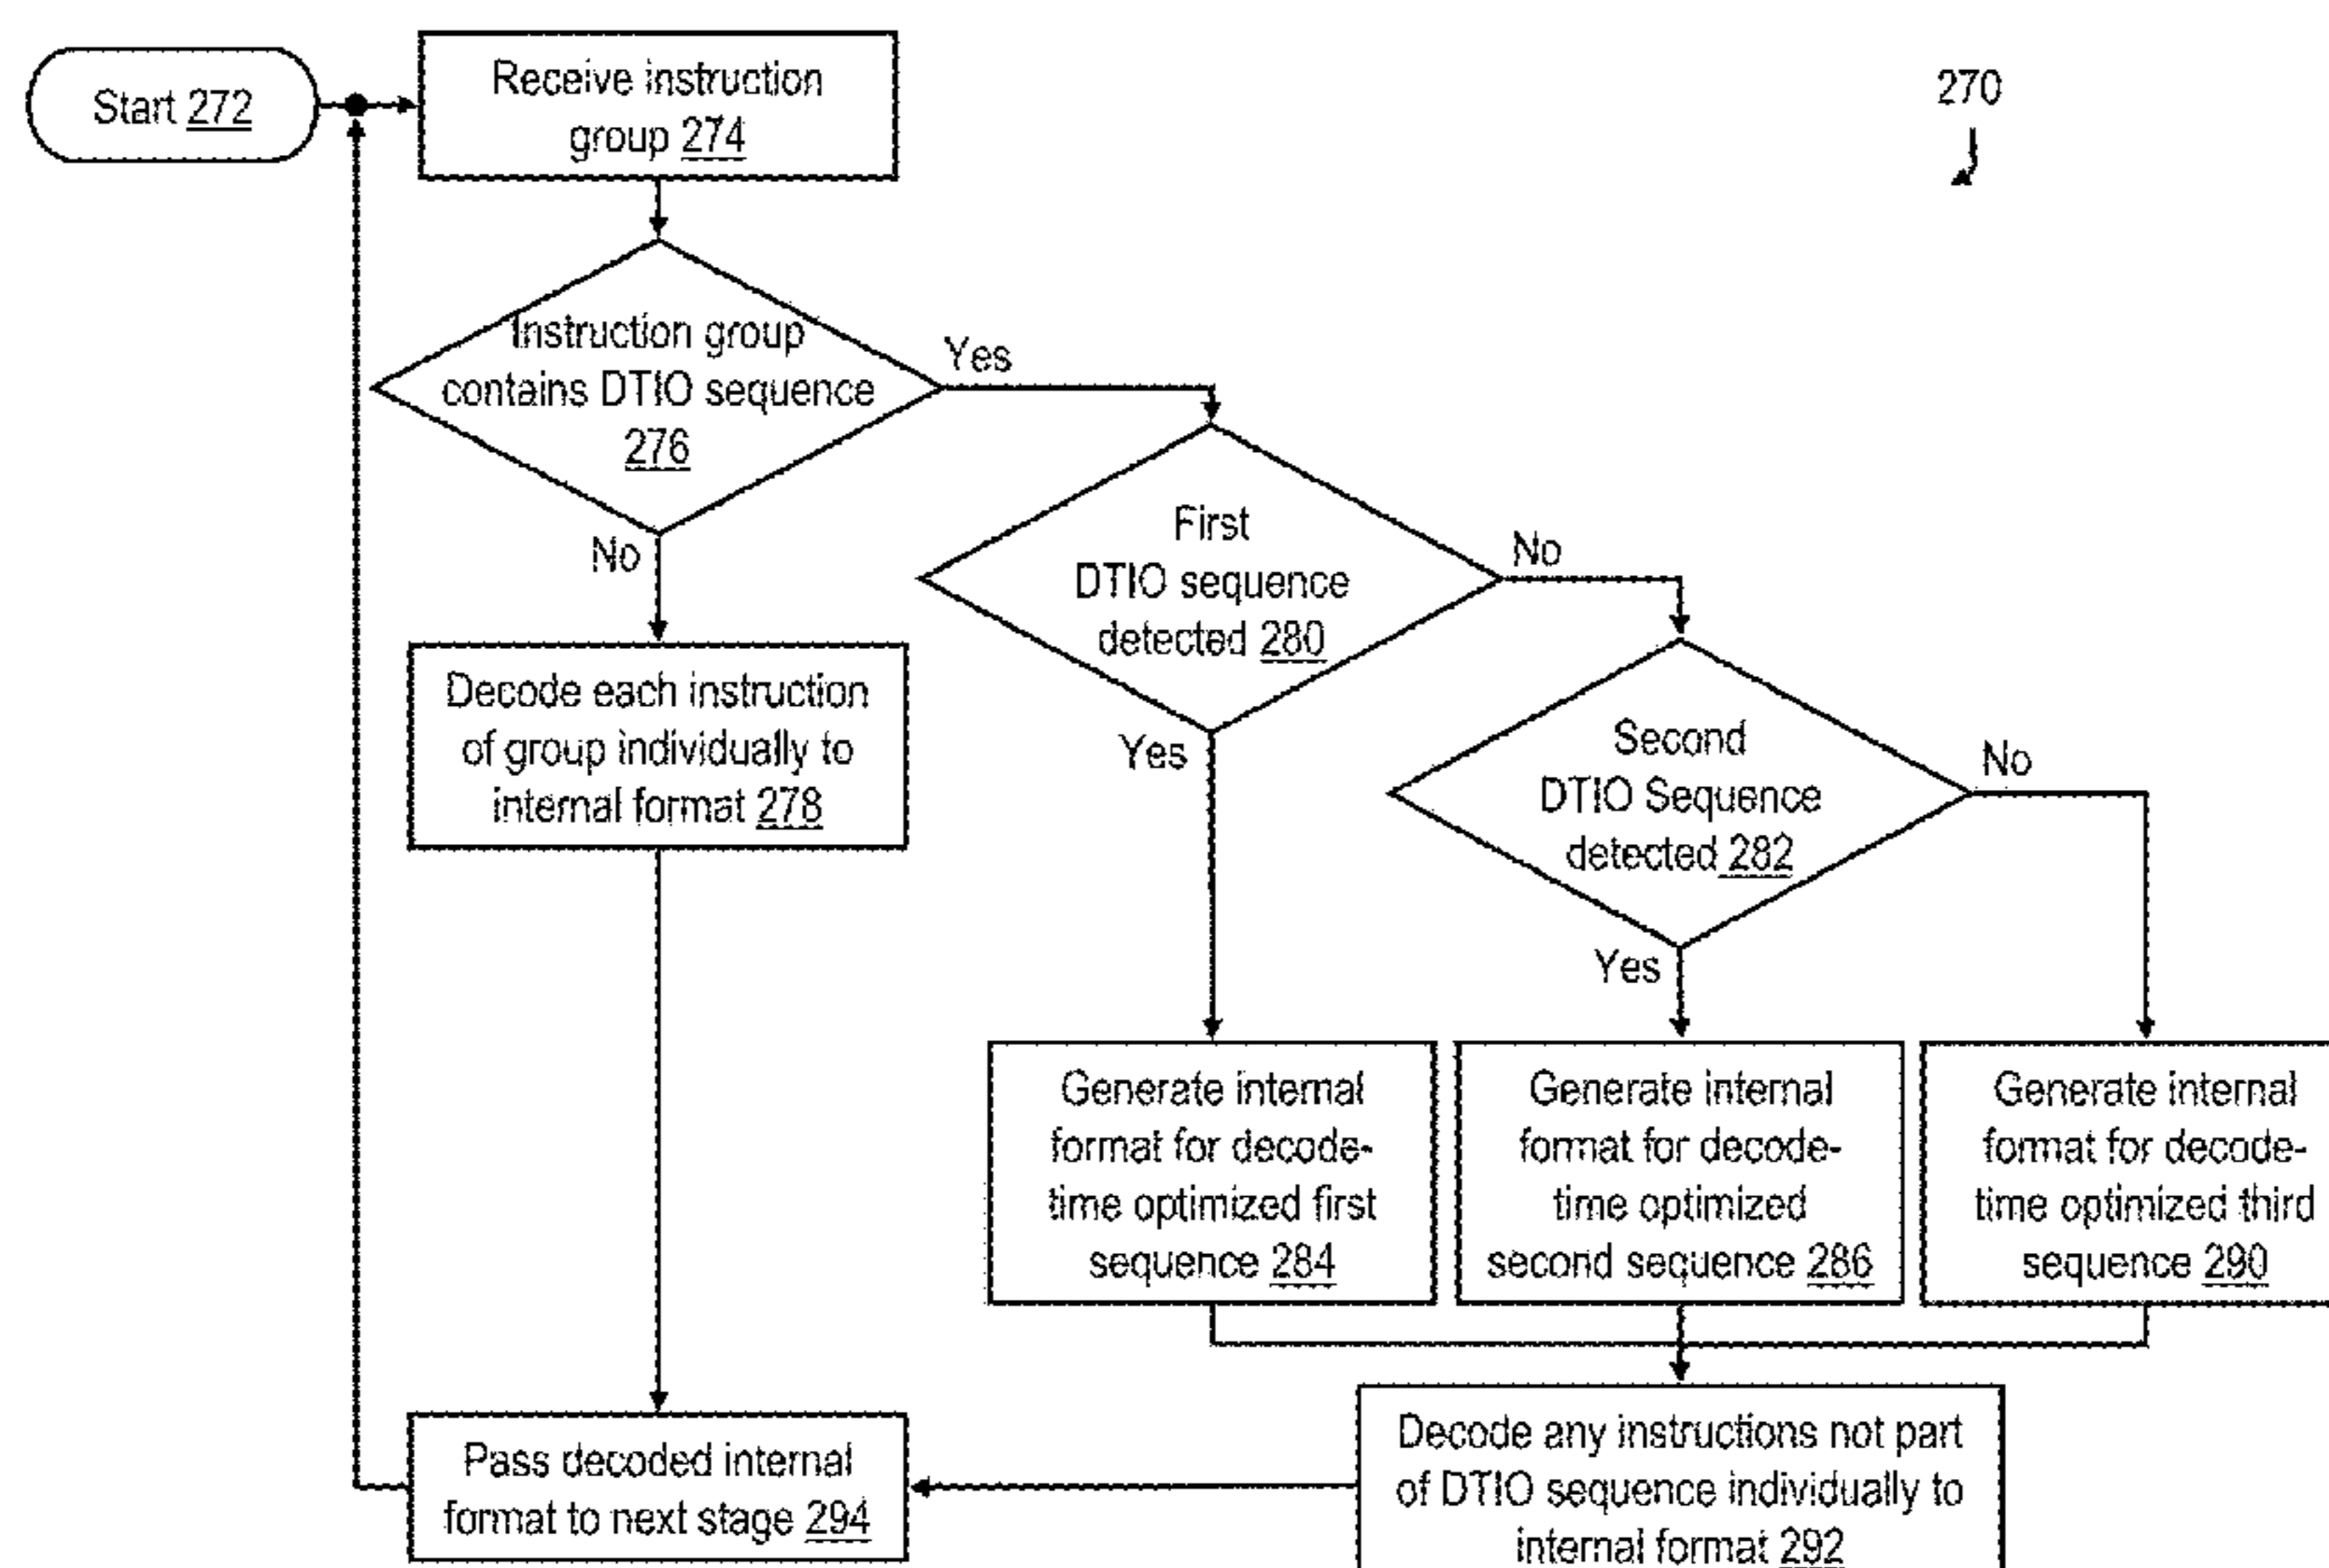 Start 272
Receive instruction
group 274
270
Instruction group
contains DTIO sequence
276
Yes
No
First
DTIO sequence
detected 280
No
Yes
Decode each instruction
of group individually to
internal format 278
Second
DTIO Sequence
detected 282
No
Yes
Generate internal
format for decode-
time optimized first
sequence 284
Generate internal
format for decode-
time optimized
second sequence 286
Generate internal
format for decode-
time optimized third
sequence 290
Pass decoded internal
format to next stage 294
Decode any instructions not part
of DTIO sequence individually to
internal format 292